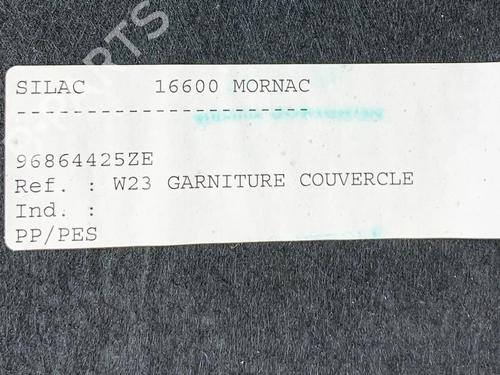 SILAC 16600 MORNAC
---------------------
96864425ZE
Ref. : W23 GARNITURE COUVERCLE
Ind. :
PP/PES